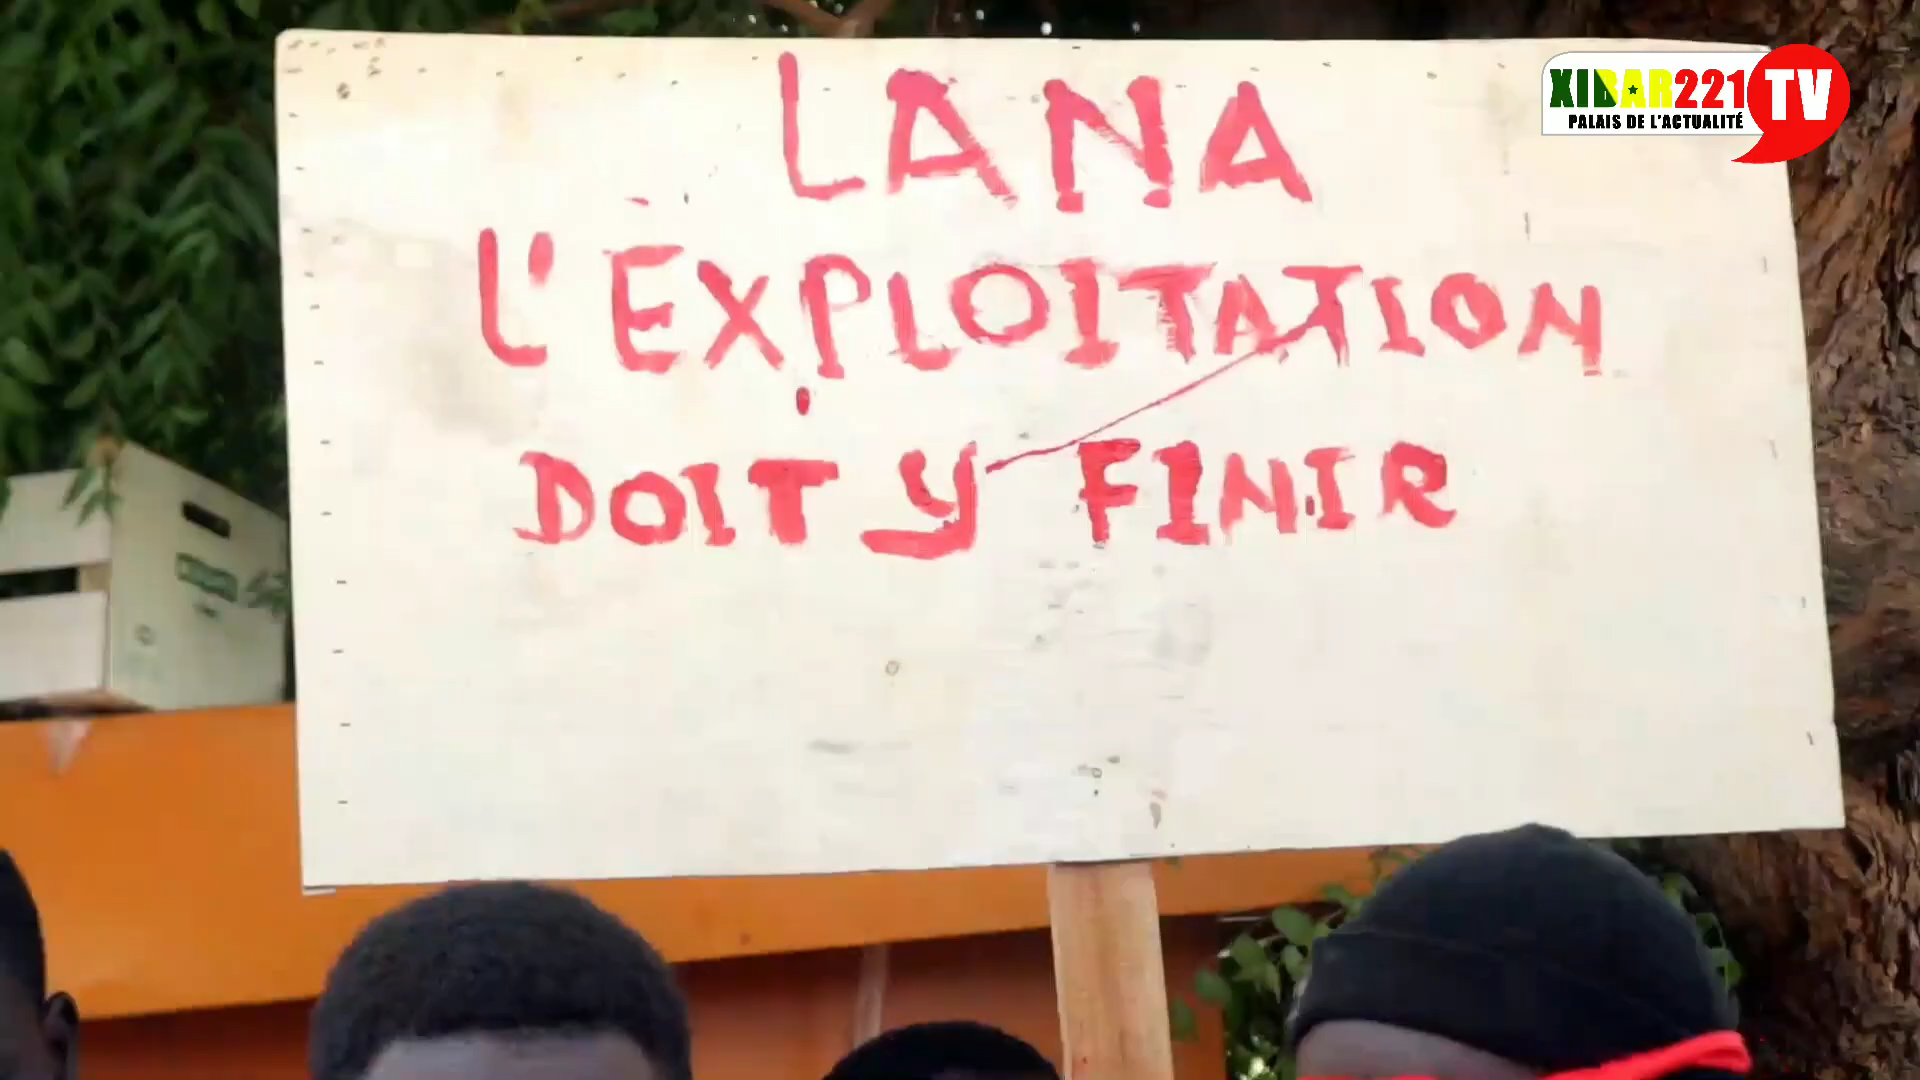 LANA
L'EXPLOITATION
DOIT Y FINIR
XIBAR221 TV
PALAIS DE L'ACTUALITÉ